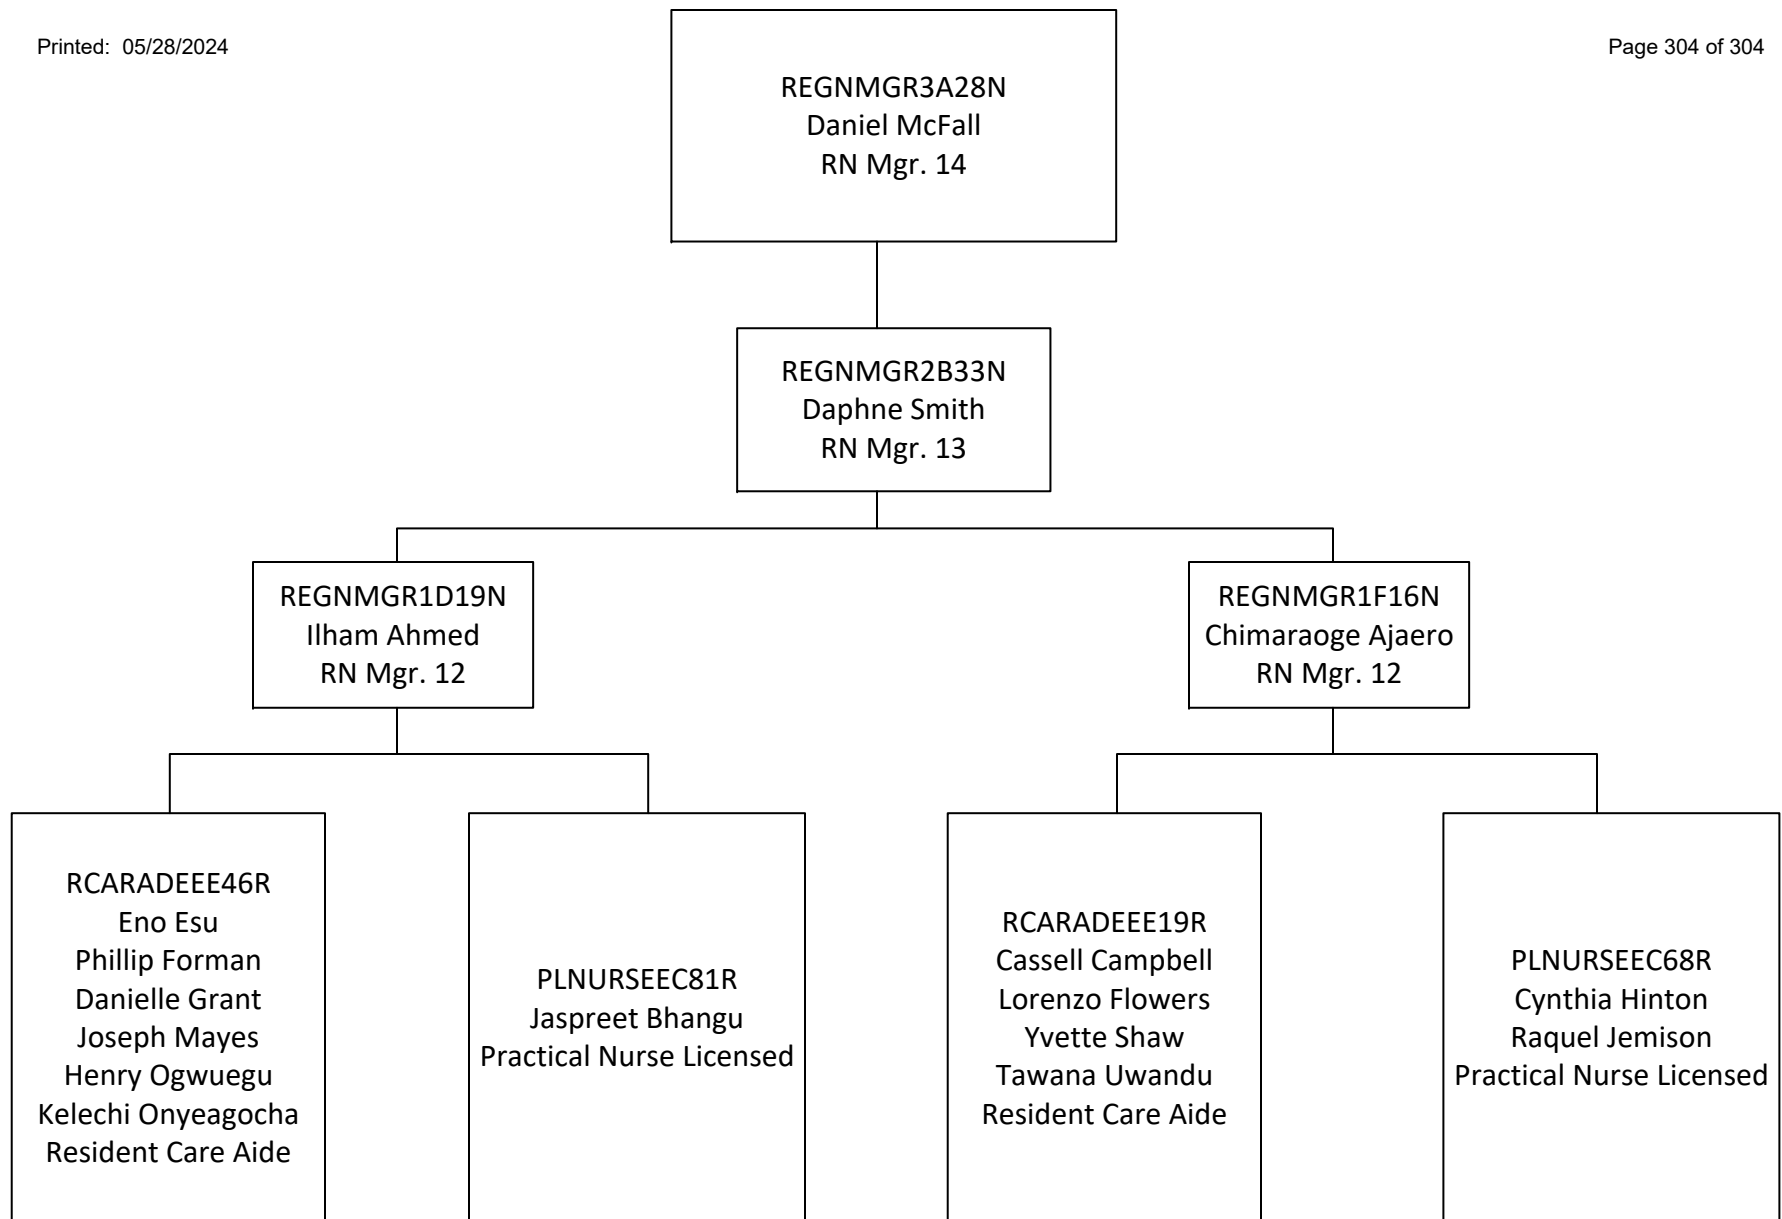 Printed: 05/28/2024
Page 304 of 304
REGNMGR3A28N
Daniel McFall
RN Mgr. 14
REGNMGR2B33N
Daphne Smith
RN Mgr. 13
REGNMGR1D19N
Ilham Ahmed
RN Mgr. 12
REGNMGR1F16N
Chimaraoge Ajaero
RN Mgr. 12
RCARADEEE46R
Eno Esu
Phillip Forman
Danielle Grant
Joseph Mayes
Henry Ogwuegu
Kelechi Onyeagocha
Resident Care Aide
PLNURSEEC81R
Jaspreet Bhangu
Practical Nurse Licensed
RCARADEEE19R
Cassell Campbell
Lorenzo Flowers
Yvette Shaw
Tawana Uwandu
Resident Care Aide
PLNURSEEC68R
Cynthia Hinton
Raquel Jemison
Practical Nurse Licensed